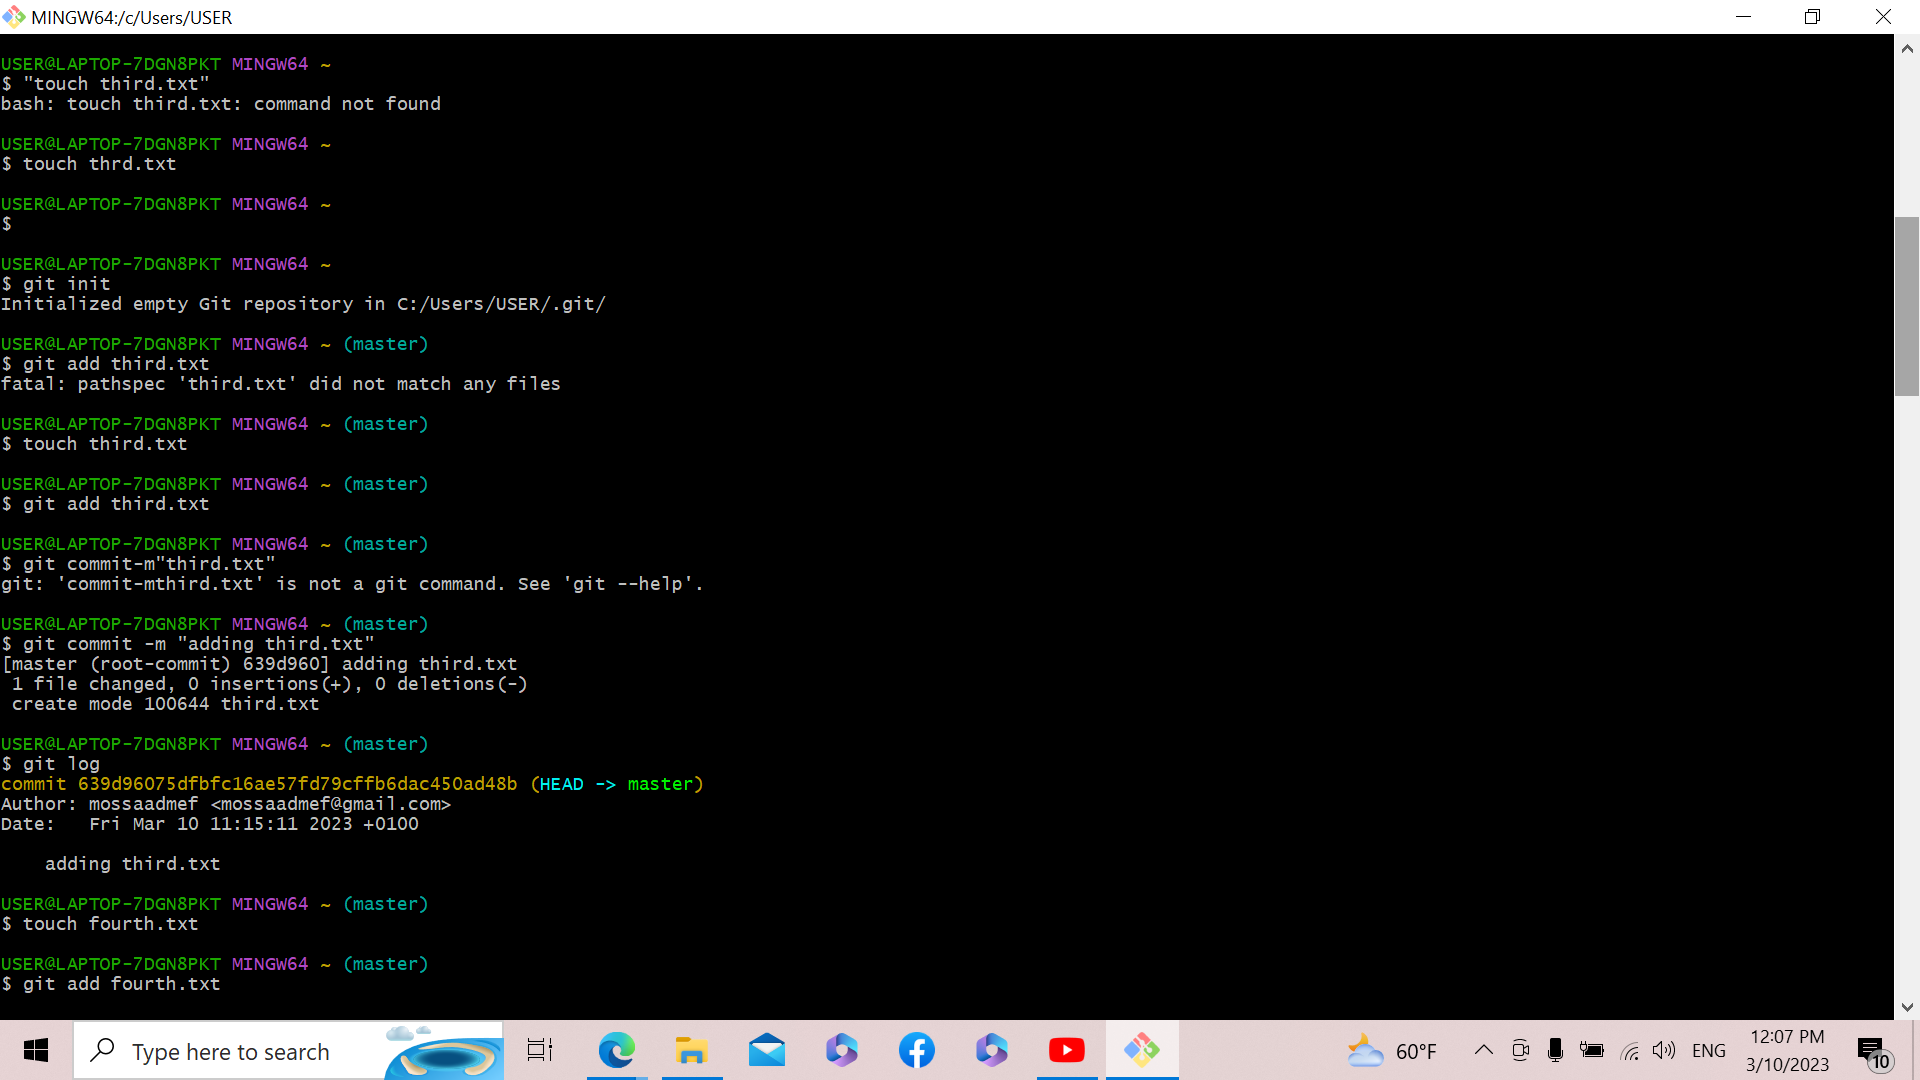 MINGW64:/c/Users/USER
USER@LAPTOP-7DGN8PKT MINGW64 ~
$ "touch third.txt"
bash: touch third.txt: command not found
USER@LAPTOP-7DGN8PKT MINGW64 ~
$ touch thrd.txt
USER@LAPTOP-7DGN8PKT MINGW64 ~
$
USER@LAPTOP-7DGN8PKT MINGW64 ~
$ git init
Initialized empty Git repository in C:/Users/USER/.git/
USER@LAPTOP-7DGN8PKT MINGW64 ~ (master)
$ git add third.txt
fatal: pathspec 'third.txt' did not match any files
USER@LAPTOP-7DGN8PKT MINGW64 ~ (master)
$ touch third.txt
USER@LAPTOP-7DGN8PKT MINGW64 ~ (master)
$ git add third.txt
USER@LAPTOP-7DGN8PKT MINGW64 ~ (master)
$ git commit-m"third.txt"
git: 'commit-mthird.txt' is not a git command. See 'git --help'.
USER@LAPTOP-7DGN8PKT MINGW64 ~ (master)
$ git commit -m "adding third.txt"
[master (root-commit) 639d960] adding third.txt
1 file changed, 0 insertions(+), 0 deletions(-)
create mode 100644 third.txt
USER@LAPTOP-7DGN8PKT MINGW64 ~ (master)
$ git log
commit 639d96075dfbfc16ae57fd79cffb6dac450ad48b (HEAD -> master)
Author: mossaadmef <mossaadmef@gmail.com>
Date:   Fri Mar 10 11:15:11 2023 +0100
adding third.txt
USER@LAPTOP-7DGN8PKT MINGW64 ~ (master)
$ touch fourth.txt
USER@LAPTOP-7DGN8PKT MINGW64 ~ (master)
$ git add fourth.txt
Type here to search
60°F
ENG
12:07 PM
3/10/2023
10